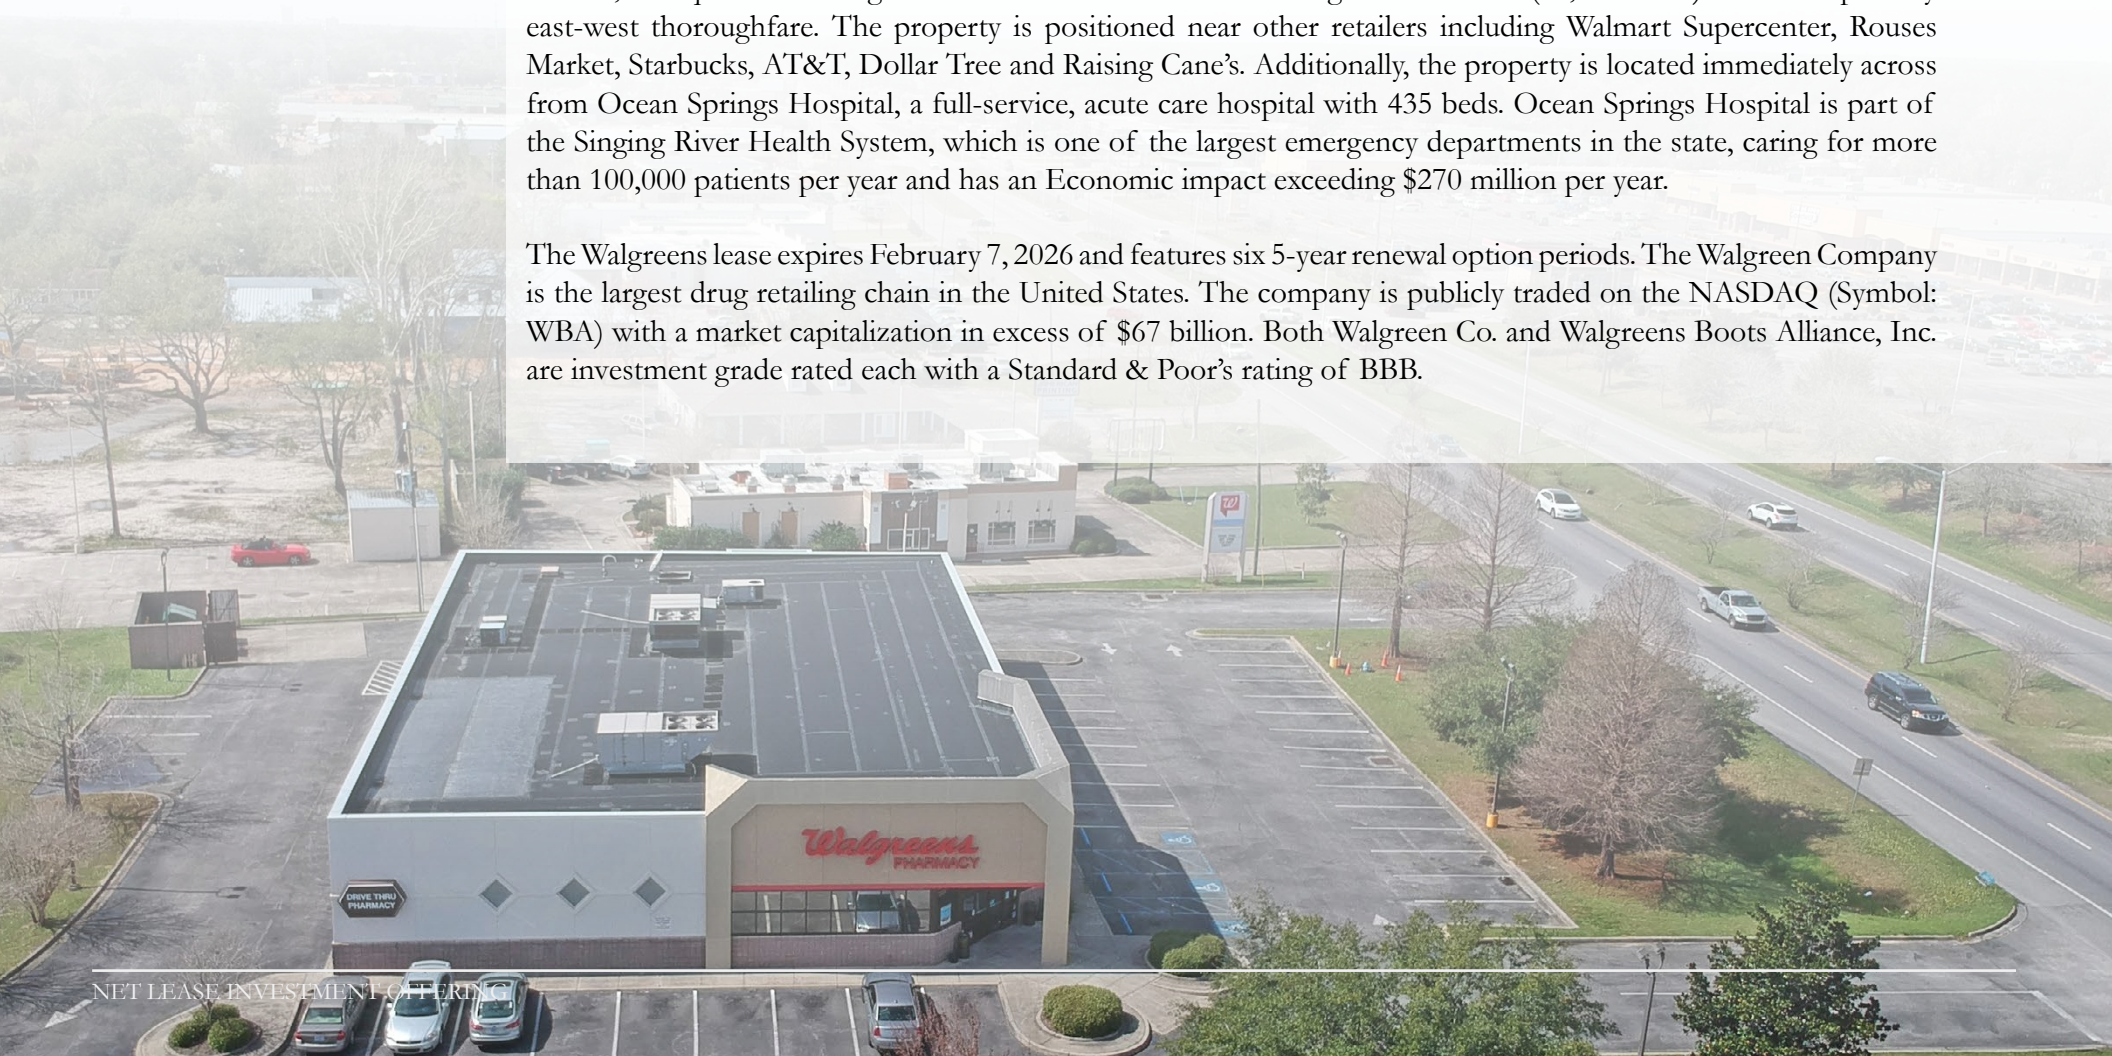 east-west thoroughfare. The property is positioned near other retailers including Walmart Supercenter, Rouses
Market, Starbucks, AT&T, Dollar Tree and Raising Cane's. Additionally, the property is located immediately across
from Ocean Springs Hospital, a full-service, acute care hospital with 435 beds. Ocean Springs Hospital is part of
the Singing River Health System, which is one of the largest emergency departments in the state, caring for more
than 100,000 patients per year and has an Economic impact exceeding $270 million per year.
The Walgreens lease expires February 7, 2026 and features six 5-year renewal option periods. The Walgreen Company
is the largest drug retailing chain in the United States. The company is publicly traded on the NASDAQ (Symbol:
WBA) with a market capitalization in excess of $67 billion. Both Walgreen Co. and Walgreens Boots Alliance, Inc.
are investment grade rated each with a Standard & Poor's rating of BBB.
Walgreens
PHARMACY
DRIVE THRU
PHARMACY
NET LEASE INVESTMENT OFFERING